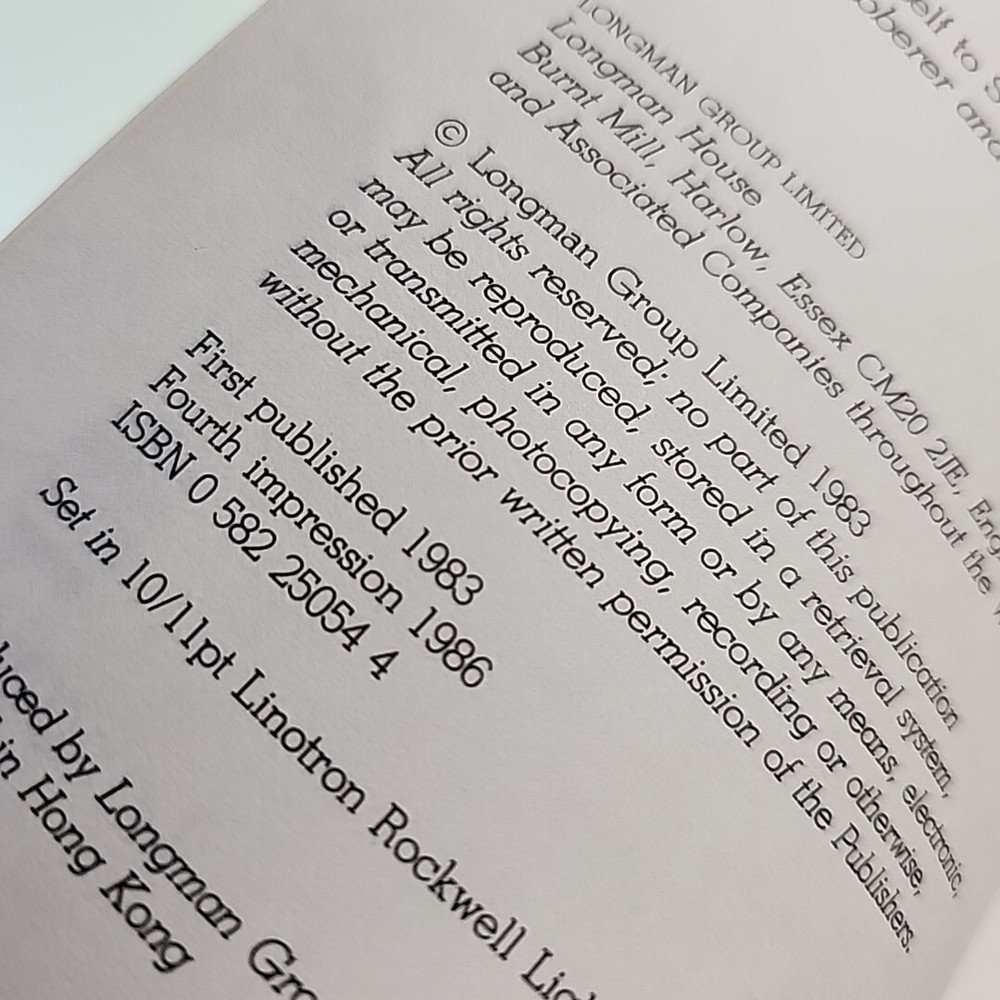 to
and
LONGMAN GROUP LIMITED
Longman House
Burnt Mill, Harlow, Essex CM20 2JE,
and Associated Companies throughout the
© Longman Group Limited 1983
All rights reserved; no part of this publication
may be reproduced, stored in a retrieval system,
or transmitted in any form or by any means, electronic,
mechanical, photocopying, recording or otherwise,
without the prior written permission of the Publishers.
First published 1983
Fourth impression 1986
ISBN 0 582 25054 4
Set in 10/11pt Linotron Rockwell
by Longman
in Hong Kong